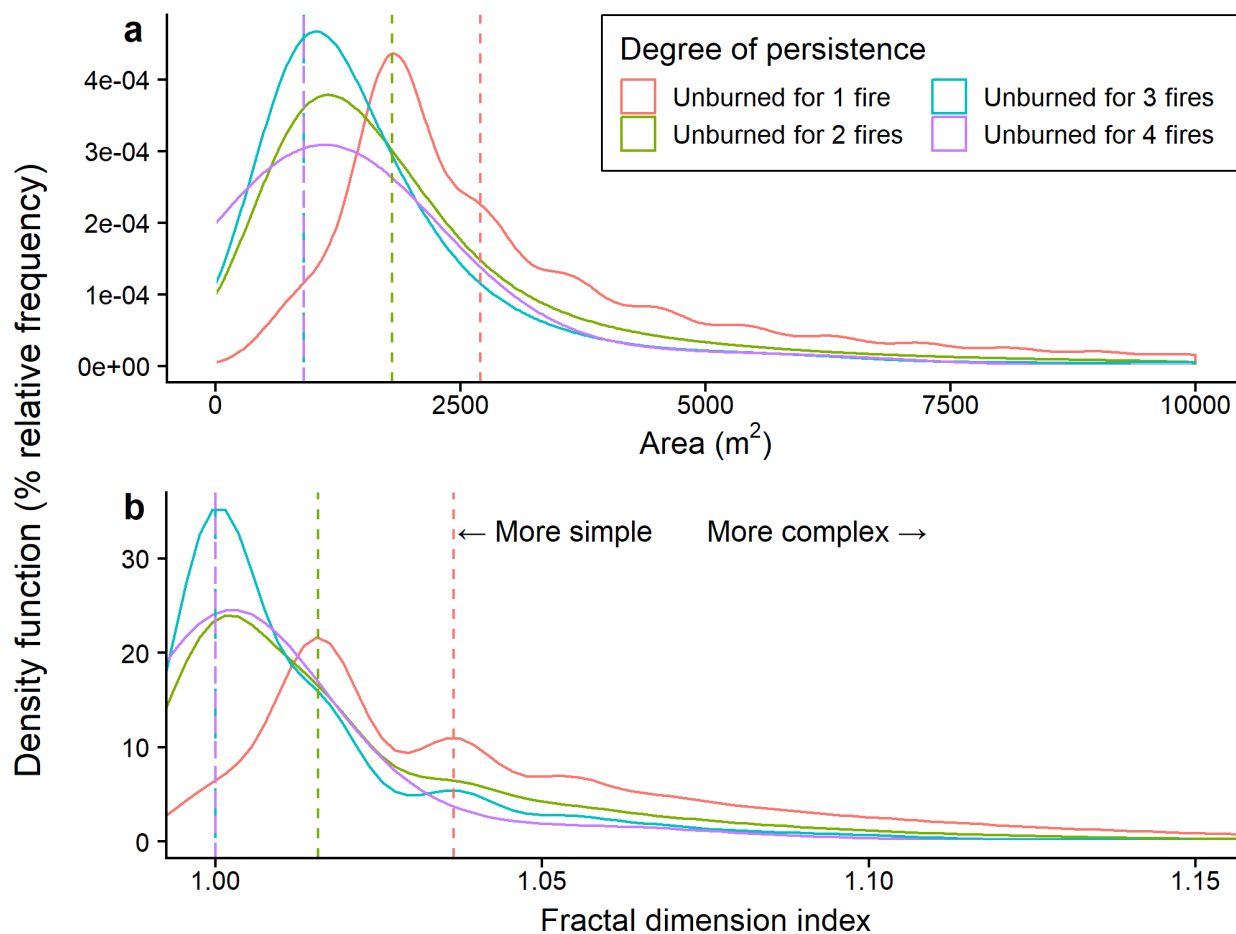 a
Degree of persistence
Unburned for 1 fire
Unburned for 3 fires
Unburned for 2 fires
Unburned for 4 fires
4e-04
3e-04
2e-04
1e-04
0e+00
0 2500 5000 7500 10000
Area (m²)
Density function (% relative frequency)
b
← More simple More complex →
30
20
10
0
1.00 1.05 1.10 1.15
Fractal dimension index